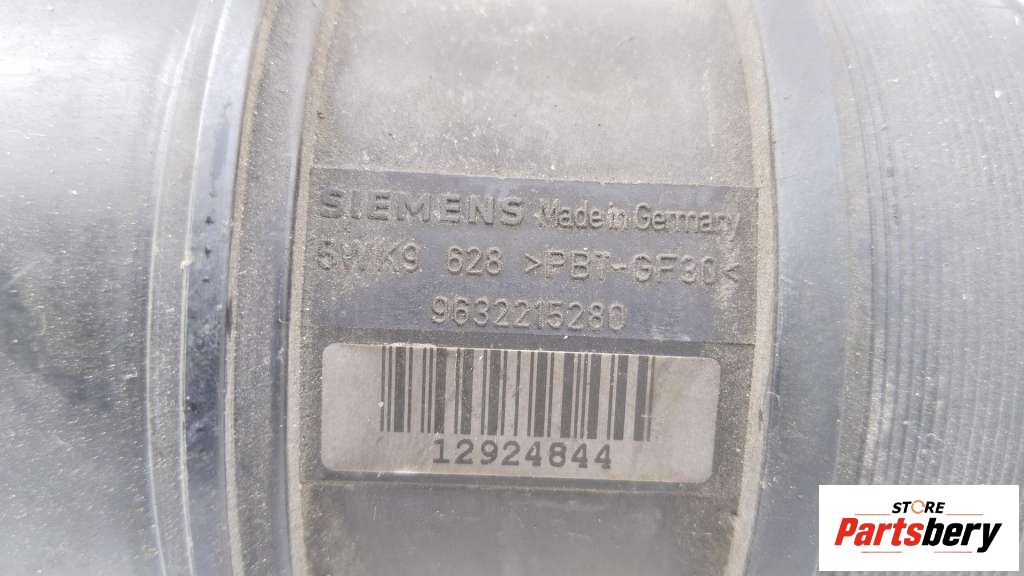 SIEMENS Made in Germany
5WK9 628 >PBT-GF30<
9632215280
12924844
STORE
Partsbery